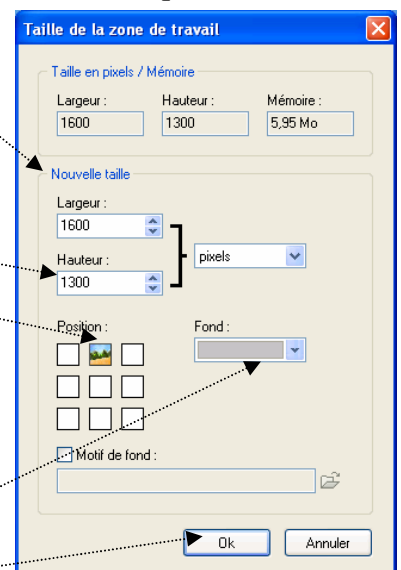 Taille de la zone de travail
Taille en pixels / Mémoire
Largeur : Hauteur : Mémoire :
1600 1300 5,95 Mo
Nouvelle taille
Largeur :
1600
pixels
Hauteur :
1300
Position : Fond :
Motif de fond :
Ok Annuler